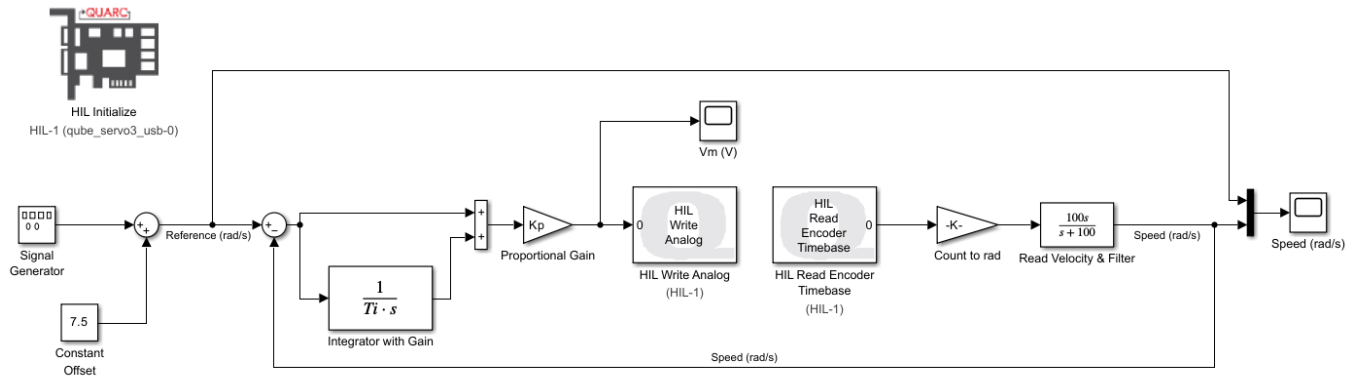 QUARC
HIL Initialize
HIL-1 (qube_servo3_usb-0)
Vm (V)
Signal
Generator
+
+
Reference (rad/s)
+
−
+
+
Kp
Proportional Gain
0
HIL
Write
Analog
HIL Write Analog
(HIL-1)
HIL
Read
Encoder
Timebase
0
HIL Read Encoder
Timebase
(HIL-1)
-K-
Count to rad
100s
s + 100
Read Velocity & Filter
Speed (rad/s)
Speed (rad/s)
7.5
Constant
Offset
1
Ti · s
Integrator with Gain
Speed (rad/s)